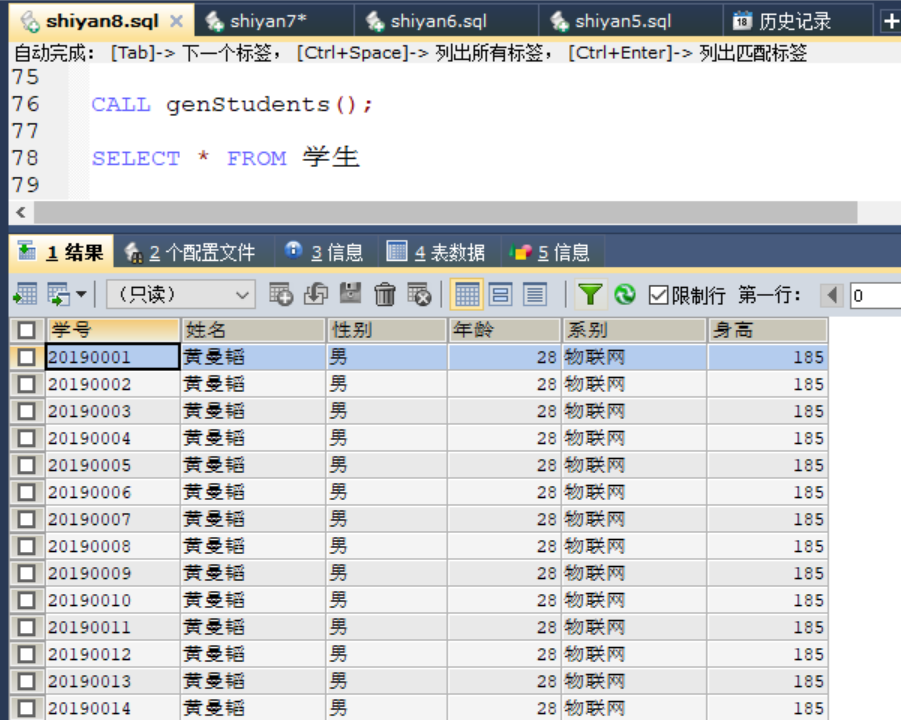 shiyan8.sql × shiyan7* shiyan6.sql shiyan5.sql 历史记录
自动完成: [Tab]-> 下一个标签, [Ctrl+Space]-> 列出所有标签, [Ctrl+Enter]-> 列出匹配标签
75
76 CALL genStudents();
77
78 SELECT * FROM 学生
79
1 结果 2 个配置文件 3 信息 4 表数据 5 信息
(只读) 限制行 第一行: 0
学号 姓名 性别 年龄 系别 身高
20190001 黄曼韬 男 28 物联网 185
20190002 黄曼韬 男 28 物联网 185
20190003 黄曼韬 男 28 物联网 185
20190004 黄曼韬 男 28 物联网 185
20190005 黄曼韬 男 28 物联网 185
20190006 黄曼韬 男 28 物联网 185
20190007 黄曼韬 男 28 物联网 185
20190008 黄曼韬 男 28 物联网 185
20190009 黄曼韬 男 28 物联网 185
20190010 黄曼韬 男 28 物联网 185
20190011 黄曼韬 男 28 物联网 185
20190012 黄曼韬 男 28 物联网 185
20190013 黄曼韬 男 28 物联网 185
20190014 黄曼韬 男 28 物联网 185